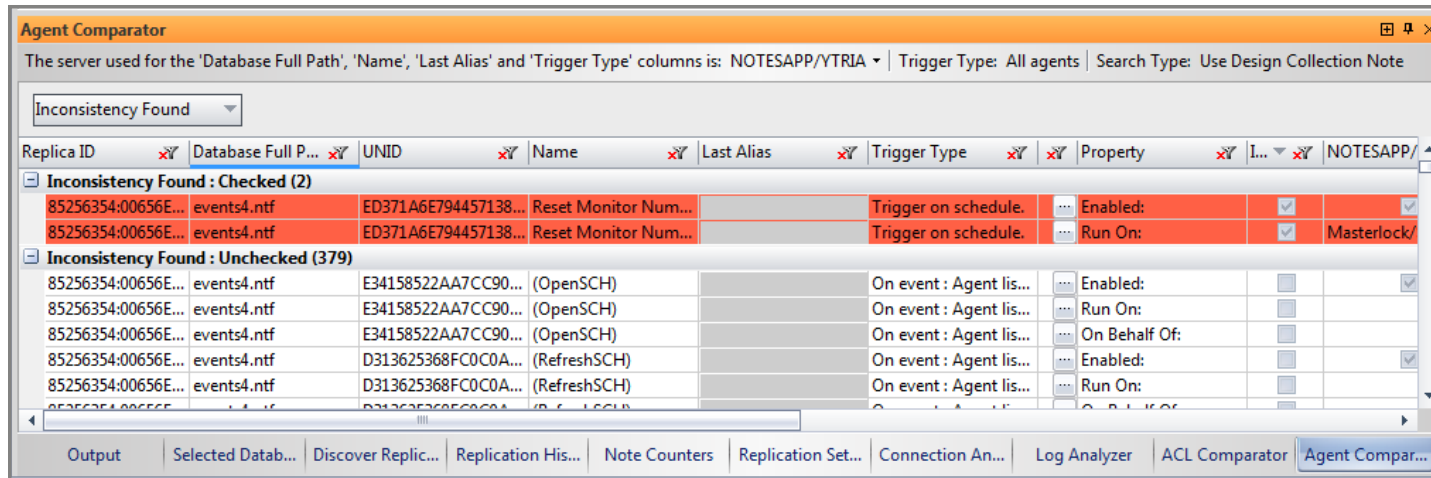 Agent Comparator
The server used for the 'Database Full Path', 'Name', 'Last Alias' and 'Trigger Type' columns is: NOTESAPP/YTRIA Trigger Type: All agents Search Type: Use Design Collection Note
Inconsistency Found
Replica ID Database Full P... UNID Name Last Alias Trigger Type Property I... NOTESAPP/
Inconsistency Found : Checked (2)
85256354:00656E... events4.ntf ED371A6E794457138... Reset Monitor Num... Trigger on schedule. ... Enabled:
85256354:00656E... events4.ntf ED371A6E794457138... Reset Monitor Num... Trigger on schedule. ... Run On: Masterlock/
Inconsistency Found : Unchecked (379)
85256354:00656E... events4.ntf E34158522AA7CC90... (OpenSCH) On event : Agent lis... ... Enabled:
85256354:00656E... events4.ntf E34158522AA7CC90... (OpenSCH) On event : Agent lis... ... Run On:
85256354:00656E... events4.ntf E34158522AA7CC90... (OpenSCH) On event : Agent lis... ... On Behalf Of:
85256354:00656E... events4.ntf D313625368FC0C0A... (RefreshSCH) On event : Agent lis... ... Enabled:
85256354:00656E... events4.ntf D313625368FC0C0A... (RefreshSCH) On event : Agent lis... ... Run On:
Output Selected Datab... Discover Replic... Replication His... Note Counters Replication Set... Connection An... Log Analyzer ACL Comparator Agent Compar...